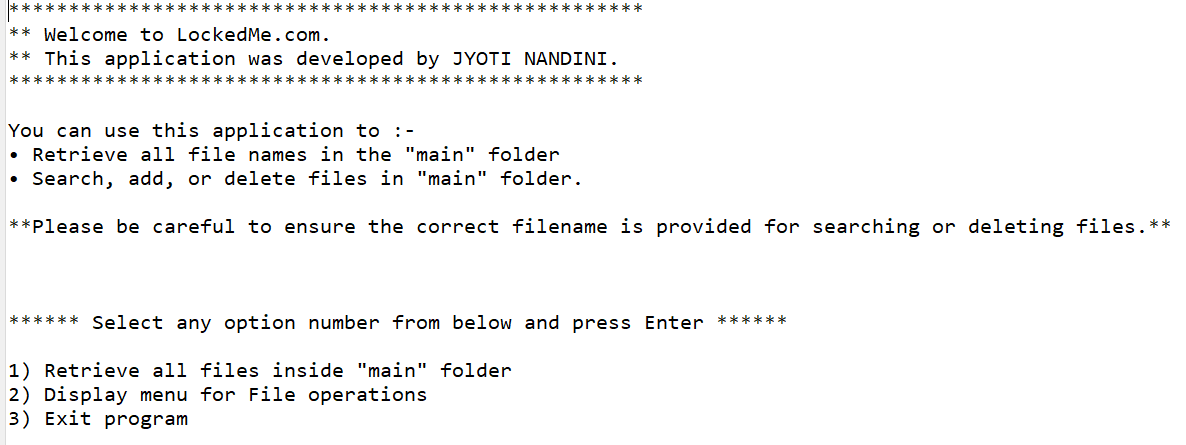 *****************************************************
** Welcome to LockedMe.com.
** This application was developed by JYOTI NANDINI.
*****************************************************
You can use this application to :-
• Retrieve all file names in the "main" folder
• Search, add, or delete files in "main" folder.
**Please be careful to ensure the correct filename is provided for searching or deleting files.**
****** Select any option number from below and press Enter ******
1) Retrieve all files inside "main" folder
2) Display menu for File operations
3) Exit program